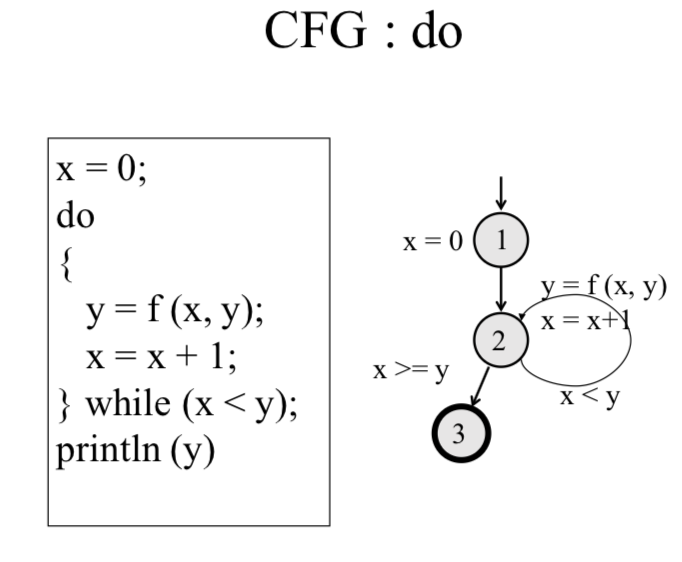 CFG : do
x = 0;
do
{
y = f (x, y);
x = x + 1;
} while (x < y);
println (y)
x = 0
1
y = f (x, y)
x = x+1
2
x >= y
x < y
3